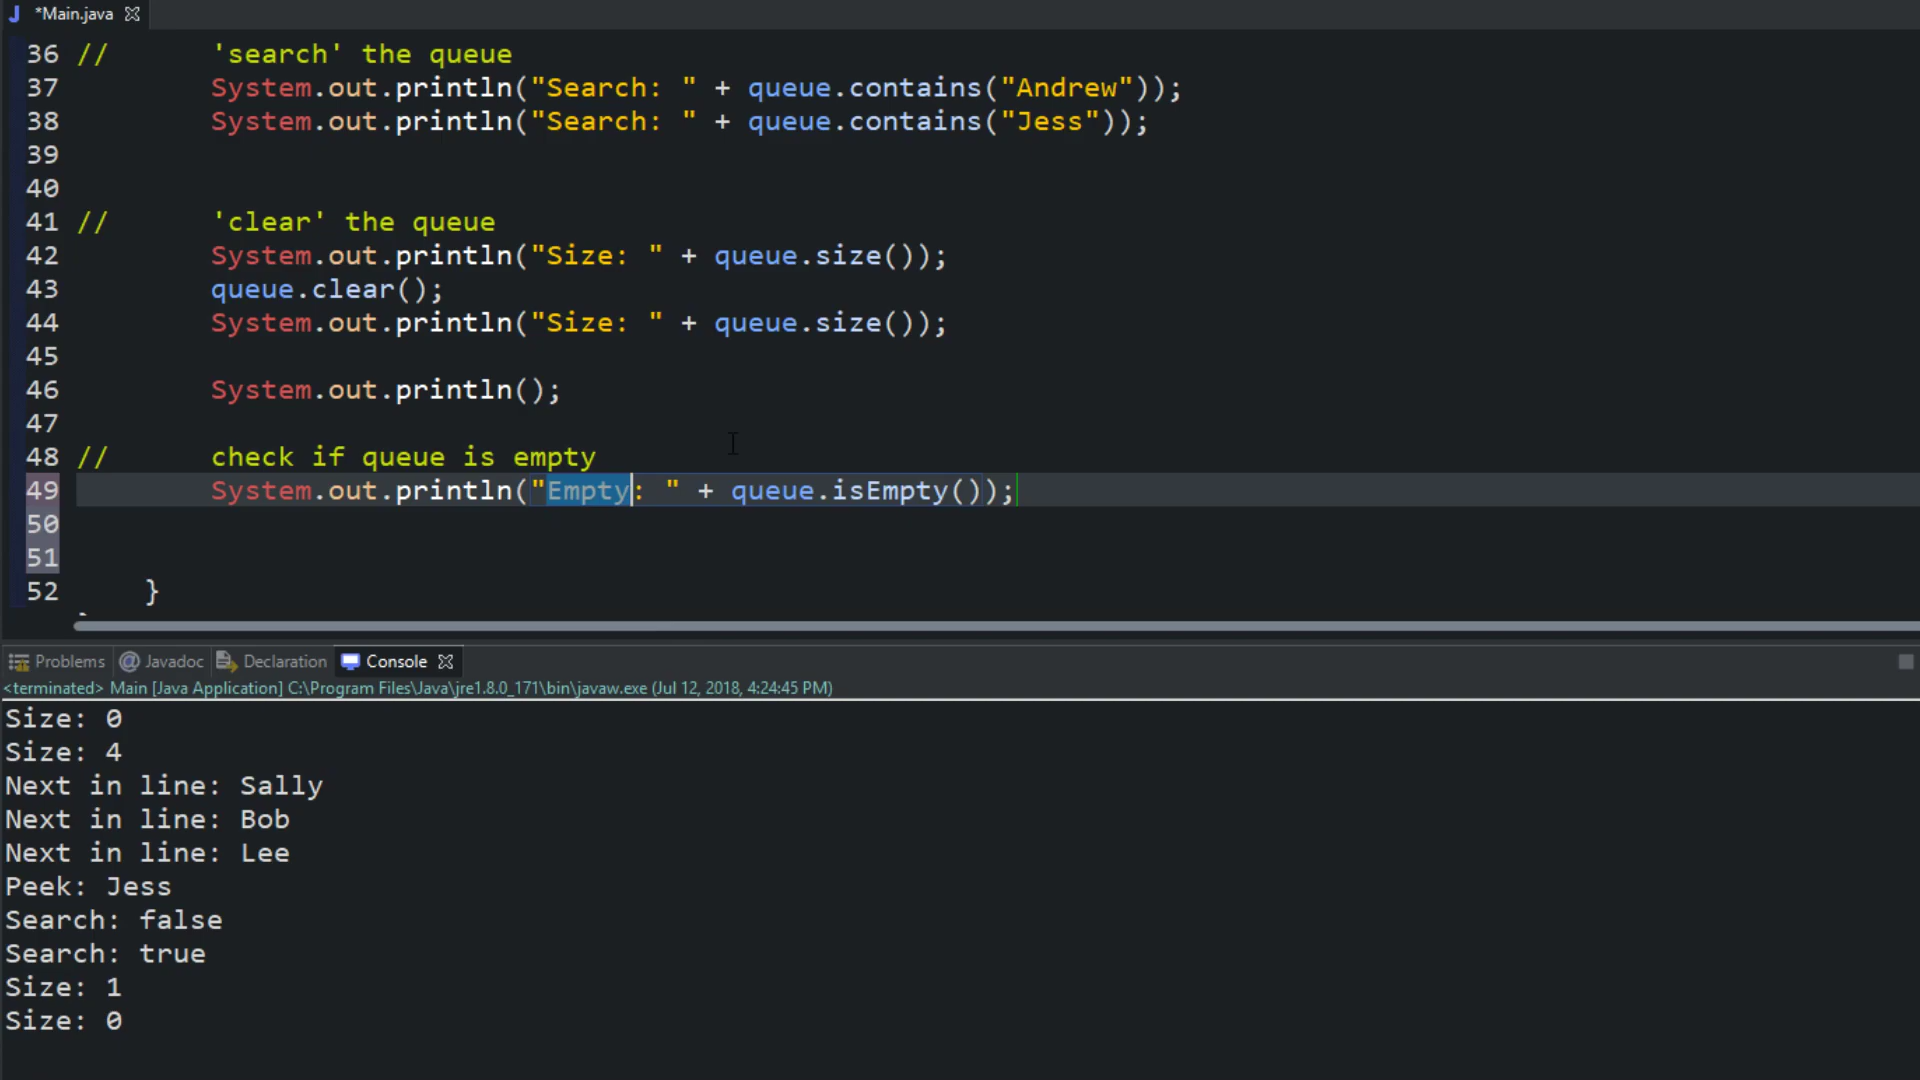 *Main.java
36 // 'search' the queue
37 System.out.println("Search: " + queue.contains("Andrew"));
38 System.out.println("Search: " + queue.contains("Jess"));
39
40
41 // 'clear' the queue
42 System.out.println("Size: " + queue.size());
43 queue.clear();
44 System.out.println("Size: " + queue.size());
45
46 System.out.println();
47
48 // check if queue is empty
49 System.out.println("Empty: " + queue.isEmpty());
50
51
52 }
Problems @ Javadoc Declaration Console
<terminated> Main [Java Application] C:\Program Files\Java\jre1.8.0_171\bin\javaw.exe (Jul 12, 2018, 4:24:45 PM)
Size: 0
Size: 4
Next in line: Sally
Next in line: Bob
Next in line: Lee
Peek: Jess
Search: false
Search: true
Size: 1
Size: 0